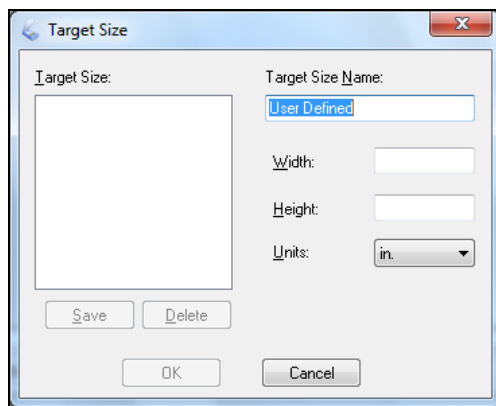 Target Size
Target Size:
Target Size Name:
User Defined
Width:
Height:
Units:
in.
Save
Delete
OK
Cancel